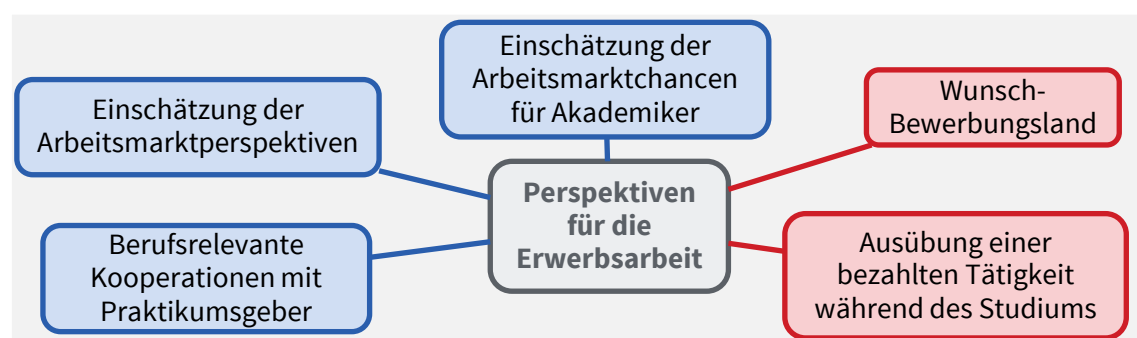 Einschätzung der
Arbeitsmarktchancen
für Akademiker
Einschätzung der
Arbeitsmarktperspektiven
Wunsch-
Bewerbungsland
Perspektiven
für die
Erwerbsarbeit
Berufsrelevante
Kooperationen mit
Praktikumsgeber
Ausübung einer
bezahlten Tätigkeit
während des Studiums